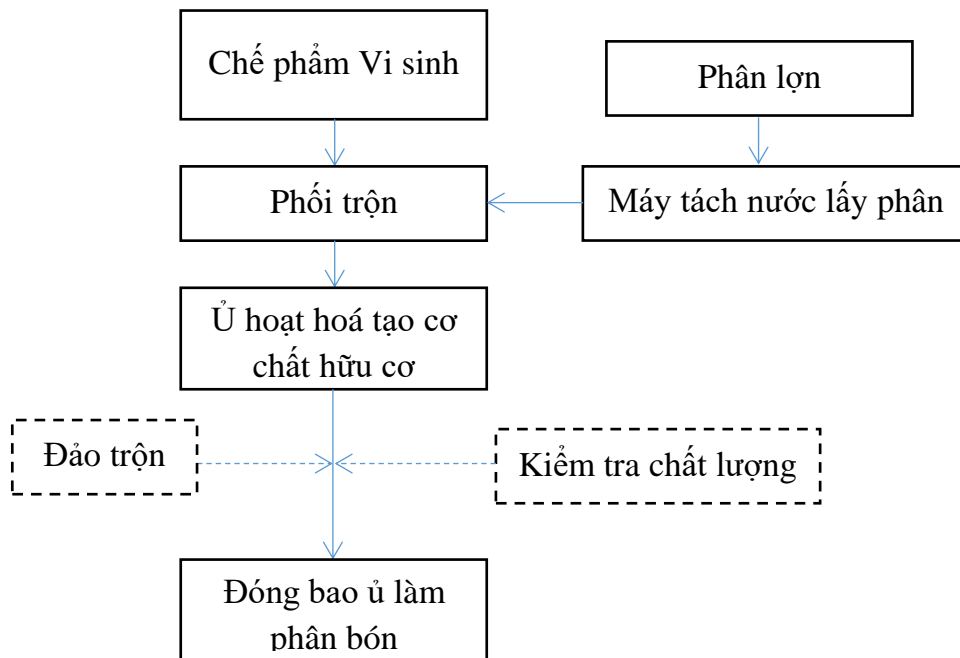 Chế phẩm Vi sinh
Phân lợn
Phối trộn
Máy tách nước lấy phân
Ủ hoạt hoá tạo cơ
chất hữu cơ
Đảo trộn
Kiểm tra chất lượng
Đóng bao ủ làm
phân bón